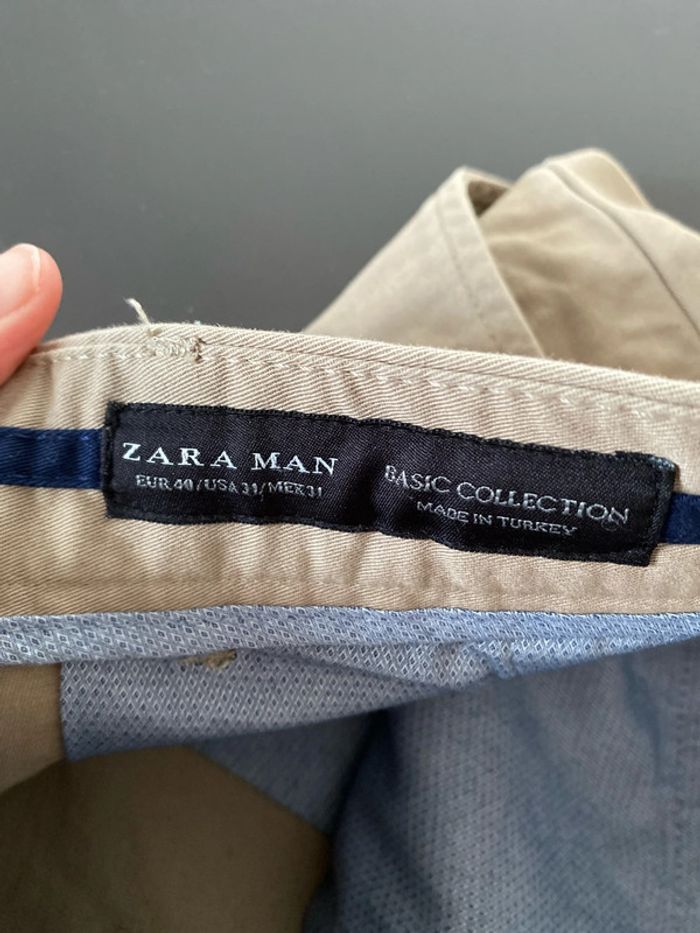 ZARA MAN
EUR 40/USA 31/MEX 31
BASIC COLLECTION
MADE IN TURKEY